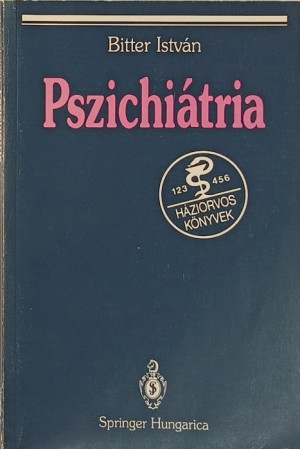 Bitter István
Pszichiátria
123 456
HÁZIORVOS
KÖNYVEK
Springer Hungarica